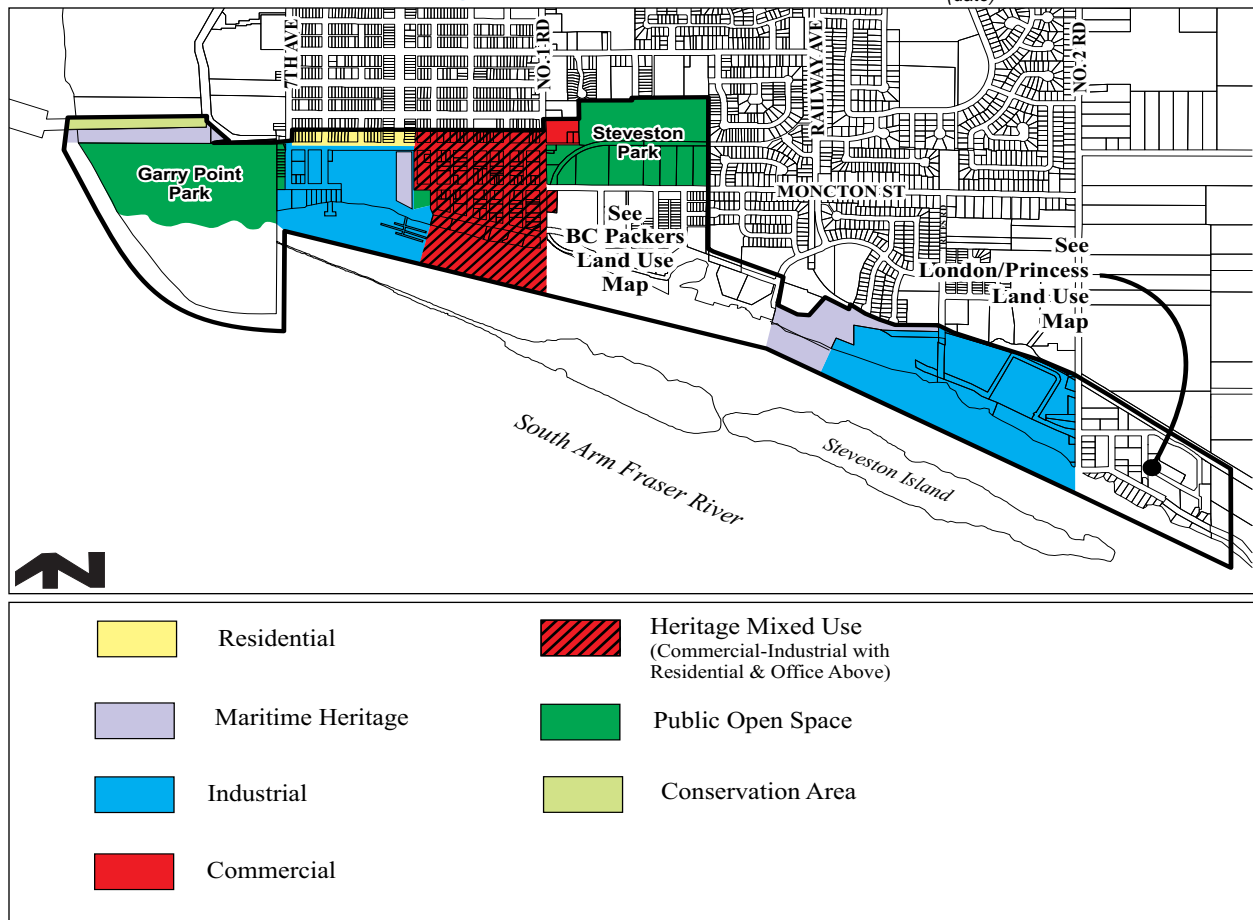 (date)
7TH AVE
NO. 1 RD
RAILWAY AVE
NO. 2 RD
Steveston
Park
Garry Point
Park
MONCTON ST
See
BC Packers
Land Use
Map
See
London/Princess
Land Use
Map
South Arm Fraser River
Steveston Island
N
Residential
Heritage Mixed Use
(Commercial-Industrial with
Residential & Office Above)
Maritime Heritage
Public Open Space
Industrial
Conservation Area
Commercial